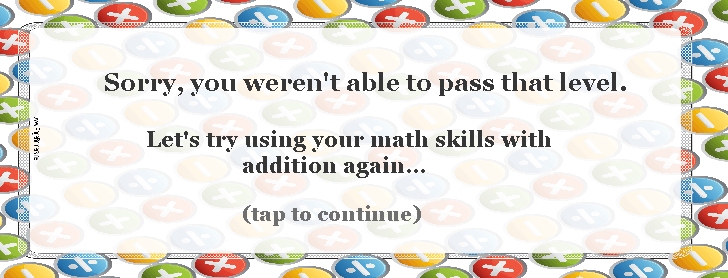 Sorry, you weren't able to pass that level.
Let's try using your math skills with
addition again...
(tap to continue)